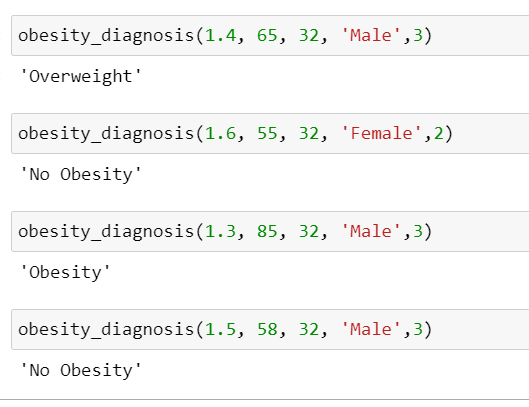 obesity_diagnosis(1.4, 65, 32, 'Male',3)
'Overweight'
obesity_diagnosis(1.6, 55, 32, 'Female',2)
'No Obesity'
obesity_diagnosis(1.3, 85, 32, 'Male',3)
'Obesity'
obesity_diagnosis(1.5, 58, 32, 'Male',3)
'No Obesity'